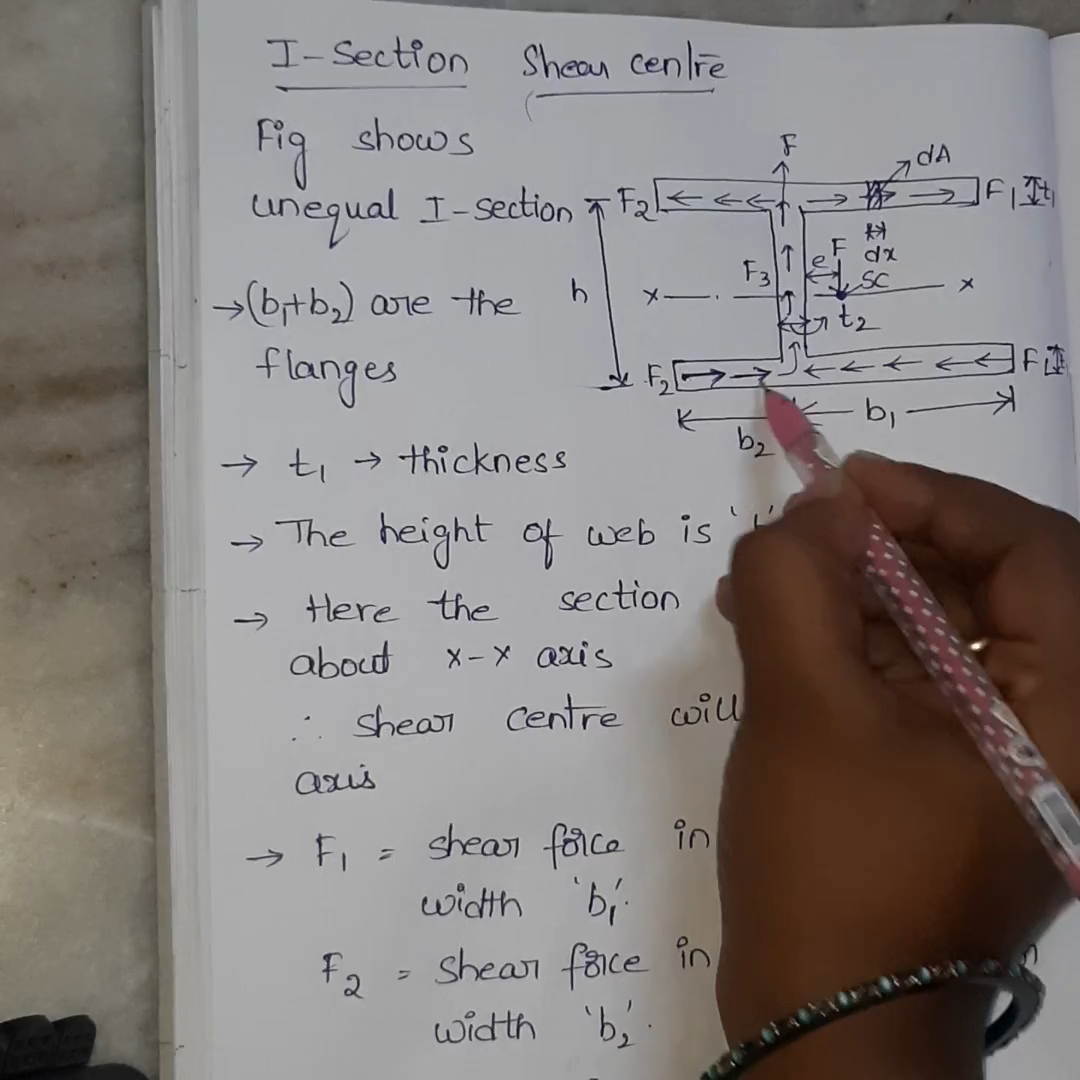 I-Section Shear centre
Fig shows
unequal I-section
→(b₁+b₂) are the
flanges
→ t₁ → thickness
→ The height of web is
→ Here the section
about x-x axis
∴ shear centre will
axis
→ F₁ = shear force in
width 'b₁'.
F₂ = shear force in
width 'b₂'.
F
dA
F₂
F₁
t₁
dx
F
e
SC
F₃
h
x
x
t₂
F₂
F₁
b₁
b₂